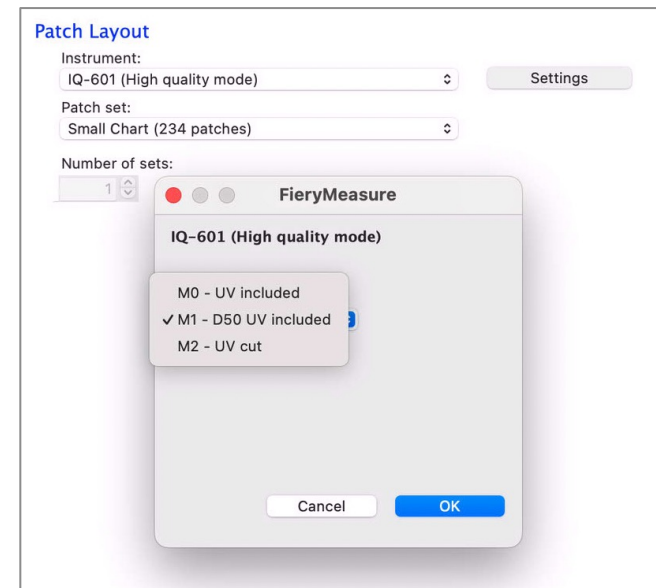 Patch Layout
Instrument:
IQ-601 (High quality mode)
Settings
Patch set:
Small Chart (234 patches)
Number of sets:
1
FieryMeasure
IQ-601 (High quality mode)
M0 - UV included
✓ M1 - D50 UV included
M2 - UV cut
Cancel
OK